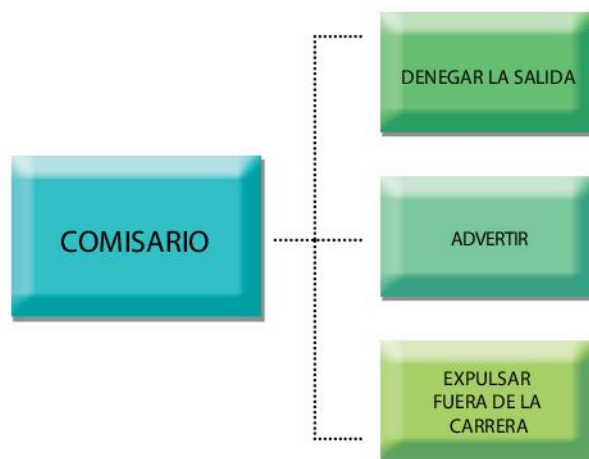 COMISARIO
DENEGAR LA SALIDA
ADVERTIR
EXPULSAR
FUERA DE LA
CARRERA